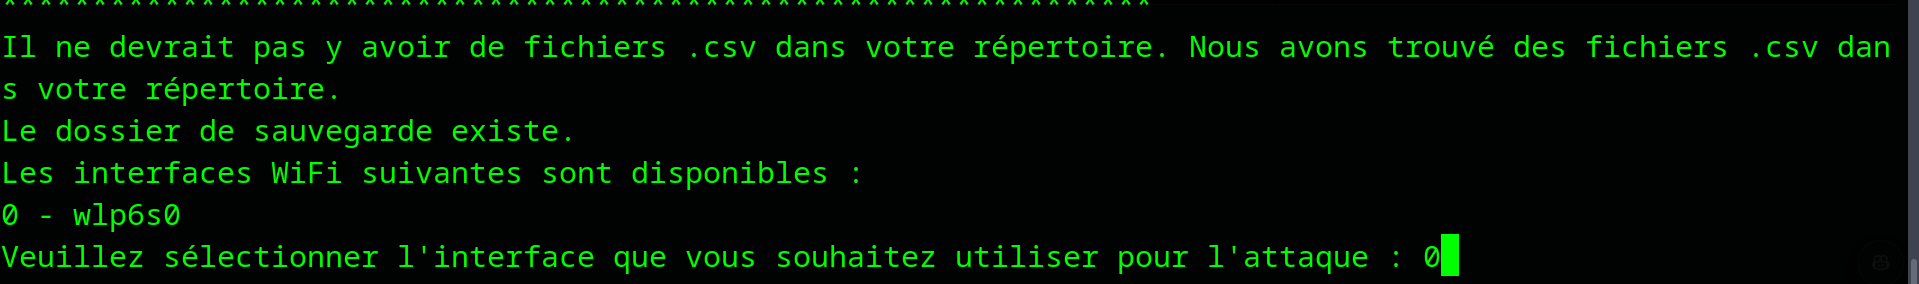 Il ne devrait pas y avoir de fichiers .csv dans votre répertoire. Nous avons trouvé des fichiers .csv dan
s votre répertoire.
Le dossier de sauvegarde existe.
Les interfaces WiFi suivantes sont disponibles :
0 - wlp6s0
Veuillez sélectionner l'interface que vous souhaitez utiliser pour l'attaque : 0